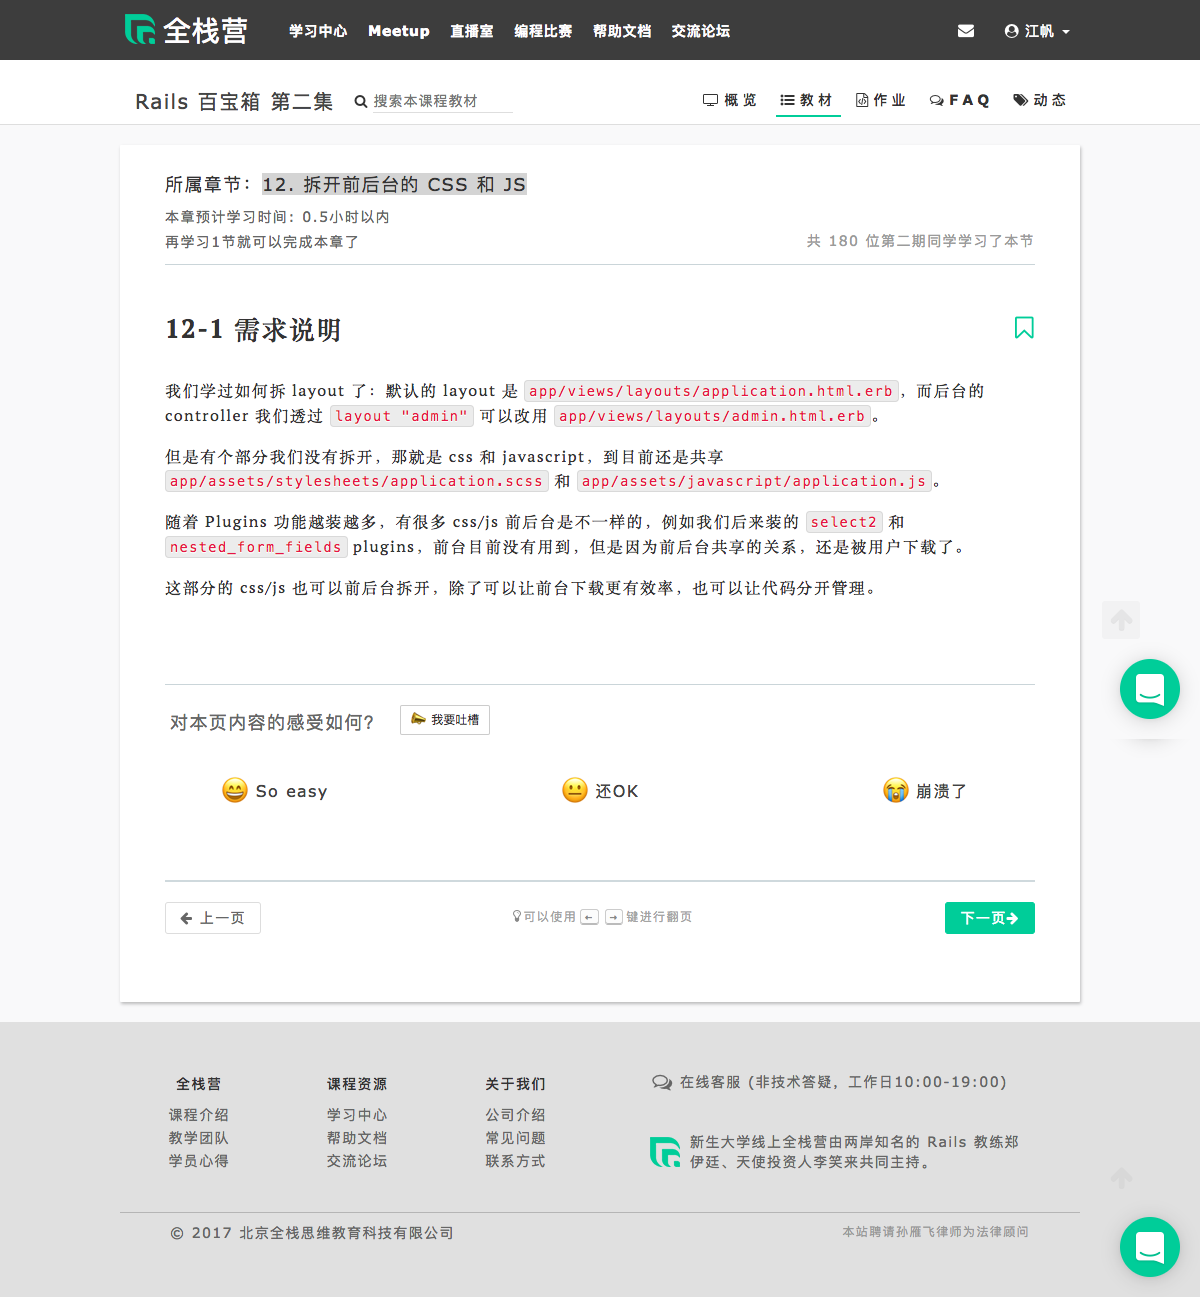 全栈营 学习中心 Meetup 直播室 编程比赛 帮助文档 交流论坛 江帆
Rails 百宝箱 第二集 搜索本课程教材 概览 教材 作业 FAQ 动态
所属章节：12. 拆开前后台的 CSS 和 JS
本章预计学习时间：0.5小时以内
再学习1节就可以完成本章了 共 180 位第二期同学学习了本节
12-1 需求说明
我们学过如何拆 layout 了：默认的 layout 是 app/views/layouts/application.html.erb，而后台的
controller 我们透过 layout "admin" 可以改用 app/views/layouts/admin.html.erb。
但是有个部分我们没有拆开，那就是 css 和 javascript，到目前还是共享
app/assets/stylesheets/application.scss 和 app/assets/javascript/application.js。
随着 Plugins 功能越装越多，有很多 css/js 前后台是不一样的，例如我们后来装的 select2 和
nested_form_fields plugins，前台目前没有用到，但是因为前后台共享的关系，还是被用户下载了。
这部分的 css/js 也可以前后台拆开，除了可以让前台下载更有效率，也可以让代码分开管理。
对本页内容的感受如何？ 我要吐槽
So easy 还OK 崩溃了
上一页 可以使用 ← → 键进行翻页 下一页
全栈营 课程资源 关于我们 在线客服 (非技术答疑，工作日10:00-19:00)
课程介绍 学习中心 公司介绍
教学团队 帮助文档 常见问题 新生大学线上全栈营由两岸知名的 Rails 教练郑
学员心得 交流论坛 联系方式 伊廷、天使投资人李笑来共同主持。
© 2017 北京全栈思维教育科技有限公司 本站聘请孙雁飞律师为法律顾问